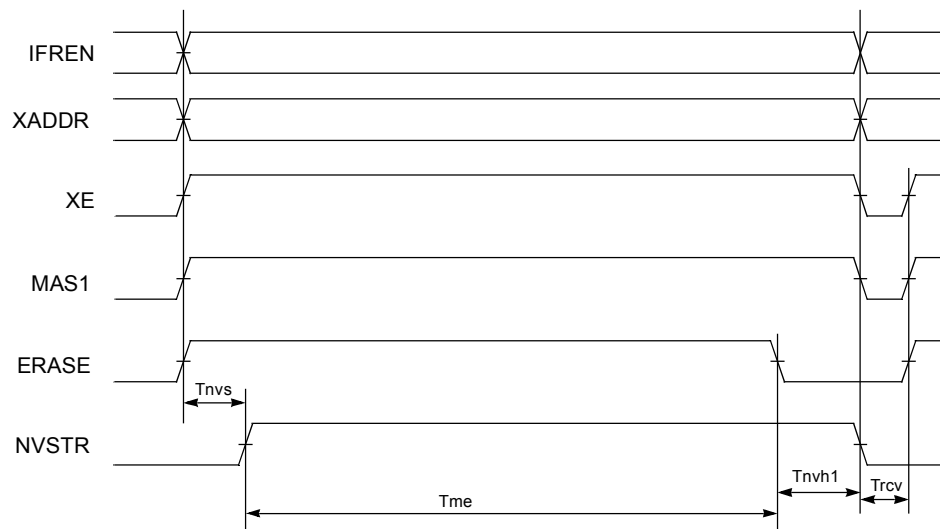 IFREN
XADDR
XE
MAS1
ERASE
Tnvs
NVSTR
Tnvh1
Trcv
Tme